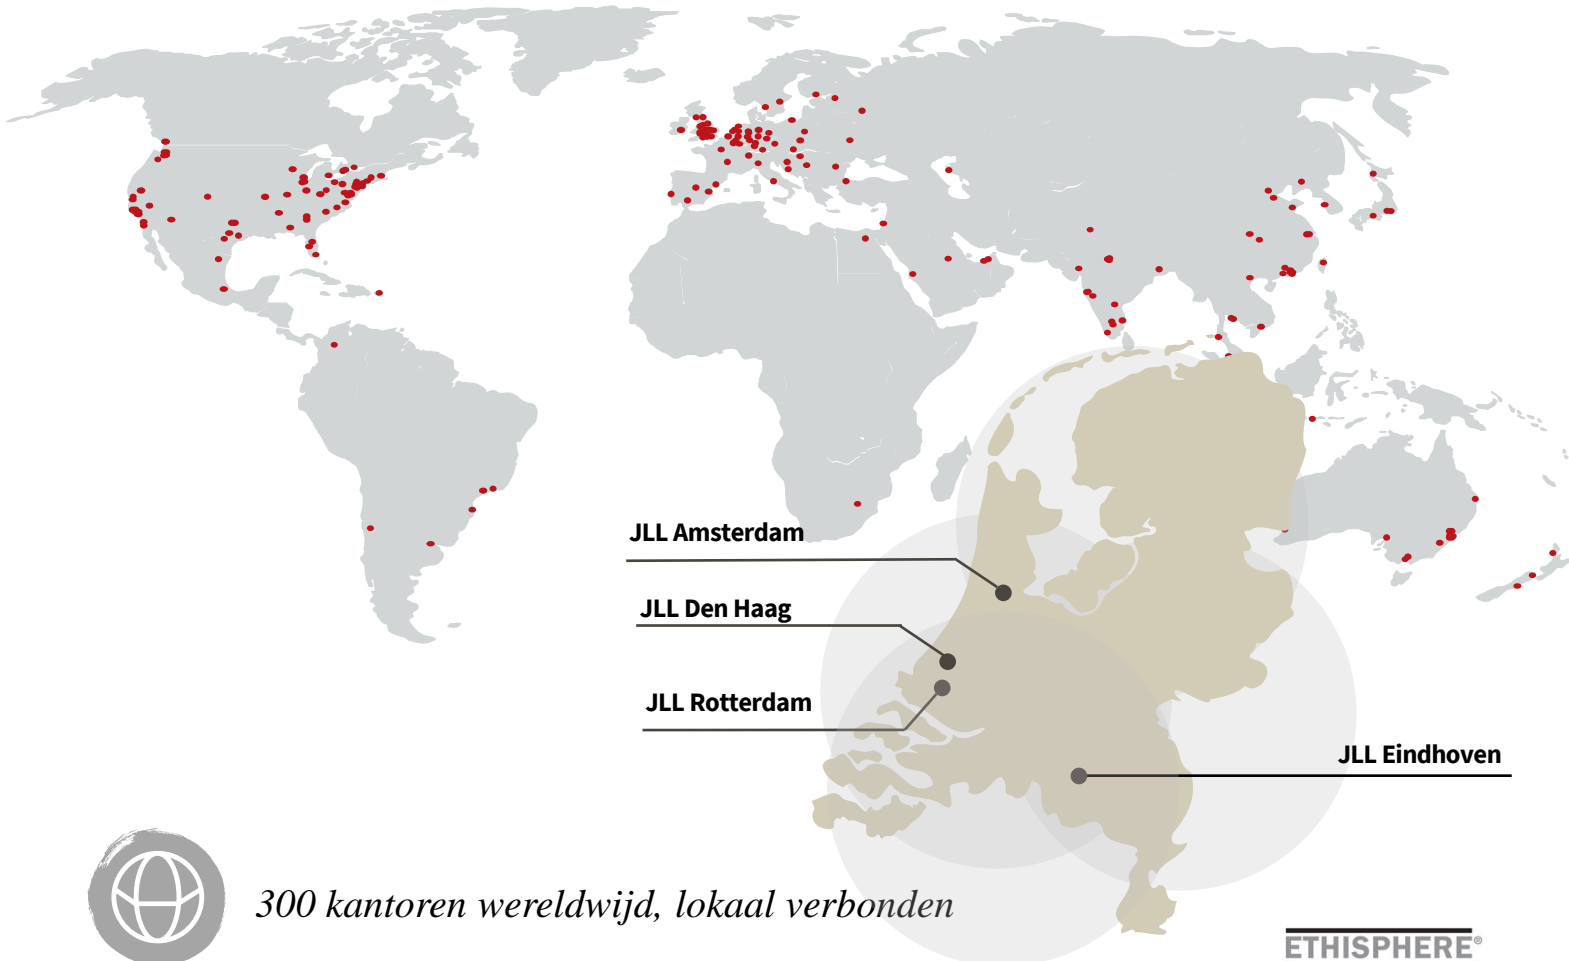 JLL Amsterdam
JLL Den Haag
JLL Rotterdam
JLL Eindhoven
300 kantoren wereldwijd, lokaal verbonden
ETHISPHERE®